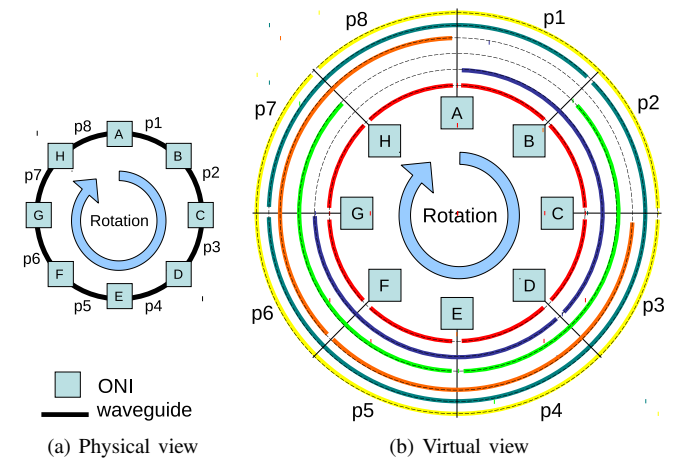 p8 p1
A
H B
p7 p2
G Rotation C
p6 p3
F D
E
p5 p4
ONI
waveguide
(a) Physical view
p8 p1
p7 p2
A
H B
G Rotation C
F D
E
p6 p3
p5 p4
(b) Virtual view